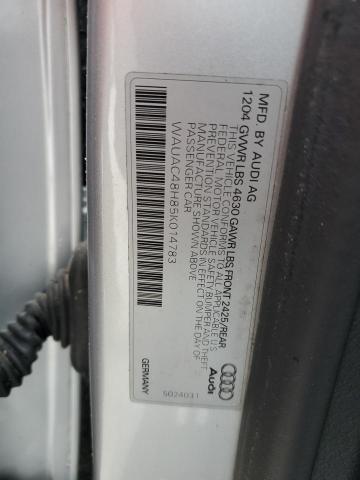 MFD. BY AUDI AG
1204 GVWR LBS 4630 GAWR LBS FRONT 2425/REAR
THIS VEHICLE CONFORMS TO ALL APPLICABLE U.S.
FEDERAL MOTOR VEHICLE SAFETY, BUMPER AND THEFT
PREVENTION STANDARDS IN EFFECT ON THE DAY OF
MANUFACTURE SHOWN ABOVE
PASSENGER CAR
WAUAC48H85K014783
GERMANY
5024031
Audi